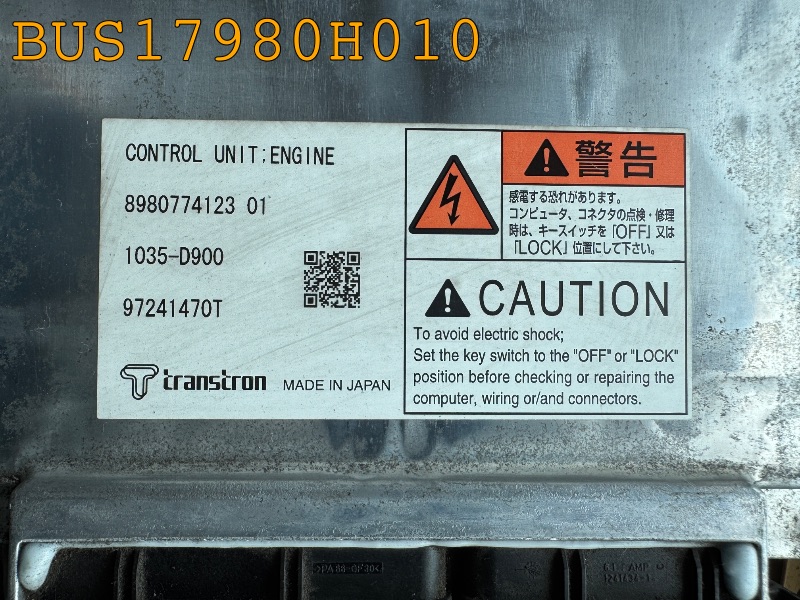 BUS17980H010
CONTROL UNIT;ENGINE
8980774123 01
1035-D900
97241470T
transtron MADE IN JAPAN
警告
感電する恐れがあります。
コンピュータ、コネクタの点検・修理
時は、キースイッチを「OFF」又は
「LOCK」位置にして下さい。
CAUTION
To avoid electric shock;
Set the key switch to the "OFF" or "LOCK"
position before checking or repairing the
computer, wiring or/and connectors.